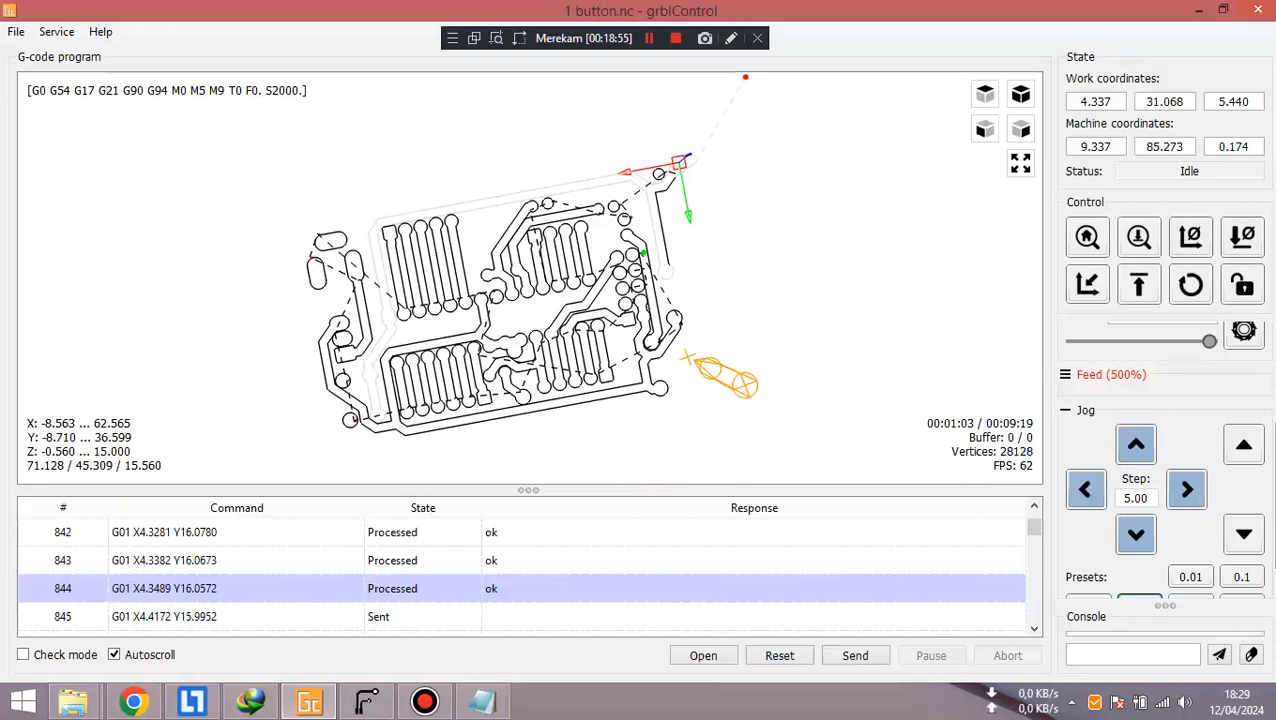 1 button.nc - grblControl
File Service Help
Merekam [00:18:55]
G-code program
[G0 G54 G17 G21 G90 G94 M0 M5 M9 T0 F0. S2000.]
X: -8.563 ... 62.565
Y: -8.710 ... 36.599
Z: -0.560 ... 15.000
71.128 / 45.309 / 15.560
00:01:03 / 00:09:19
Buffer: 0 / 0
Vertices: 28128
FPS: 62
# Command State Response
842 G01 X4.3281 Y16.0780 Processed ok
843 G01 X4.3382 Y16.0673 Processed ok
844 G01 X4.3489 Y16.0572 Processed ok
845 G01 X4.4172 Y15.9952 Sent
Check mode Autoscroll Open Reset Send Pause Abort
State
Work coordinates:
4.337 31.068 5.440
Machine coordinates:
9.337 85.273 0.174
Status: Idle
Control
Feed (500%)
Jog
Step:
5.00
Presets: 0.01 0.1
Console
Gc
0,0 KB/s
0,0 KB/s
18:29
12/04/2024